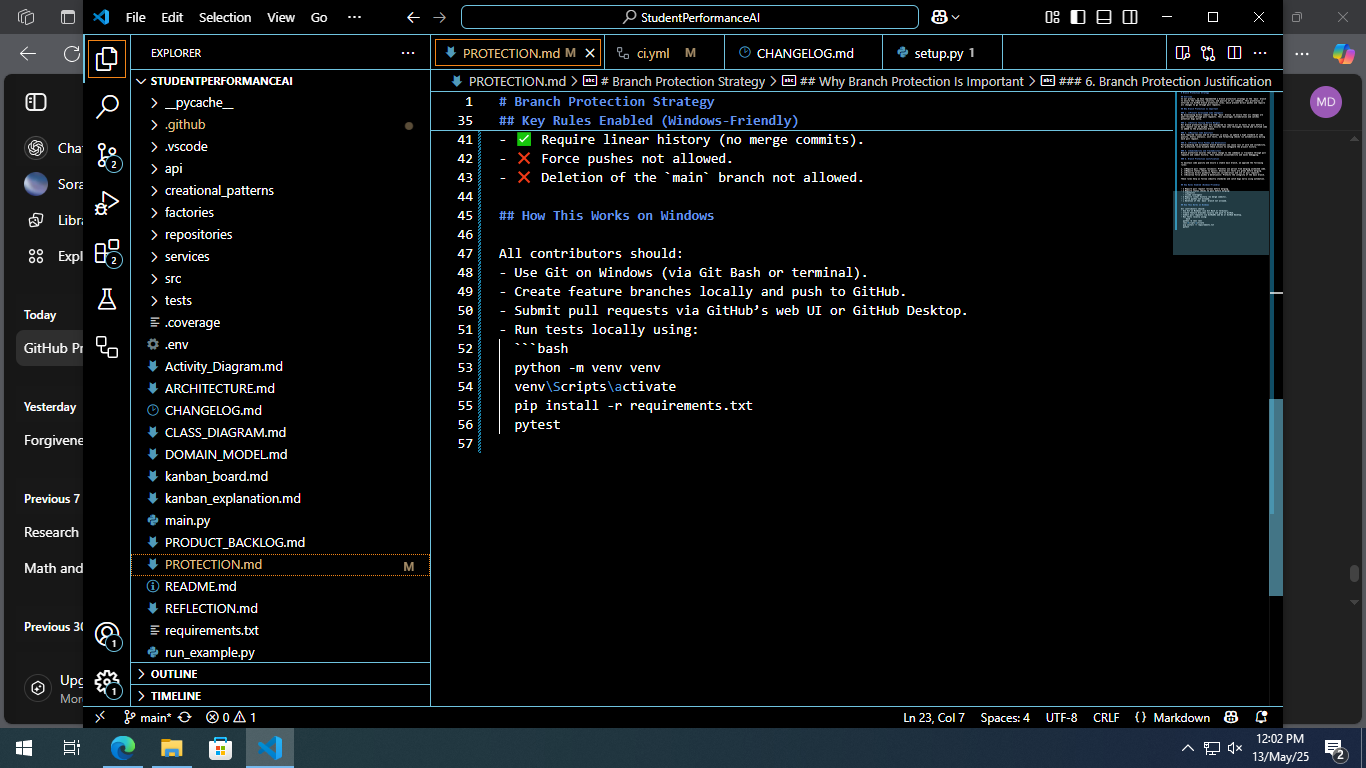 File Edit Selection View Go ···
StudentPerformanceAI
EXPLORER ···
PROTECTION.md M
ci.yml M
CHANGELOG.md
setup.py 1
PROTECTION.md > # Branch Protection Strategy > ## Why Branch Protection Is Important > ### 6. Branch Protection Justification
STUDENTPERFORMANCEAI
__pycache__
.github
.vscode
api
creational_patterns
factories
repositories
services
src
tests
.coverage
.env
Activity_Diagram.md
ARCHITECTURE.md
CHANGELOG.md
CLASS_DIAGRAM.md
DOMAIN_MODEL.md
kanban_board.md
kanban_explanation.md
main.py
PRODUCT_BACKLOG.md
PROTECTION.md M
README.md
REFLECTION.md
requirements.txt
run_example.py
OUTLINE
TIMELINE
1 # Branch Protection Strategy
35 ## Key Rules Enabled (Windows-Friendly)
41 - ✅ Require linear history (no merge commits).
42 - ❌ Force pushes not allowed.
43 - ❌ Deletion of the `main` branch not allowed.
44
45 ## How This Works on Windows
46
47 All contributors should:
48 - Use Git on Windows (via Git Bash or terminal).
49 - Create feature branches locally and push to GitHub.
50 - Submit pull requests via GitHub’s web UI or GitHub Desktop.
51 - Run tests locally using:
52 ```bash
53 python -m venv venv
54 venv\Scripts\activate
55 pip install -r requirements.txt
56 pytest
57
2
2
1
1
Cha
Sora
Libra
Expl
Today
GitHub Pr
Yesterday
Forgivene
Previous 7
Research
Math and
Previous 30
Upg
More
MD
main* 0 1
Ln 23, Col 7 Spaces: 4 UTF-8 CRLF {} Markdown
12:02 PM
13/May/25
2